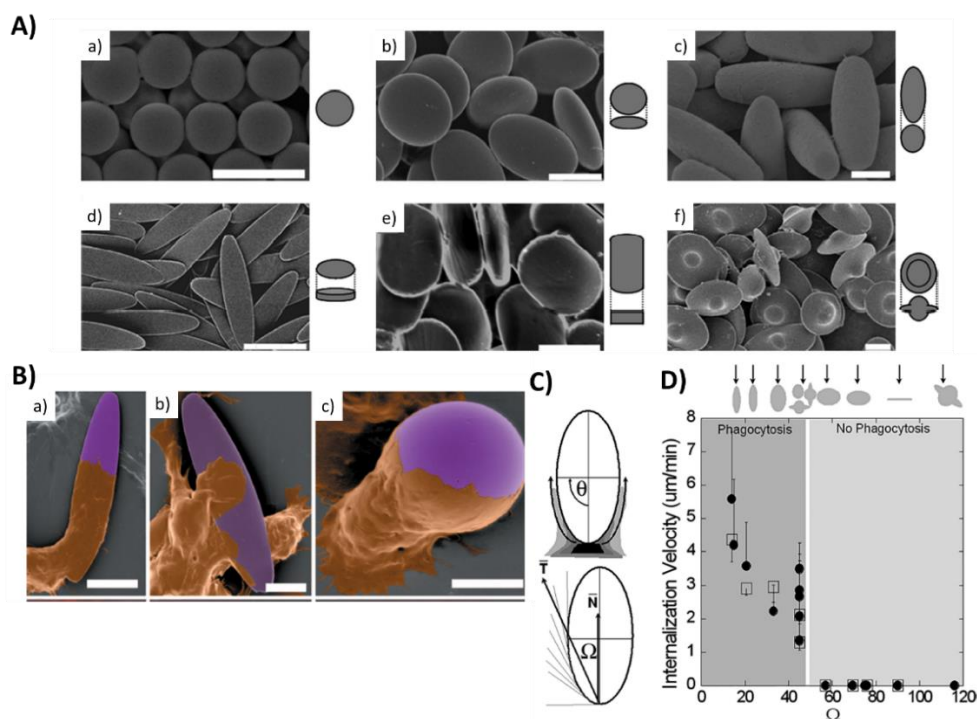 A)
a)
b)
c)
d)
e)
f)
B)
a)
b)
c)
C)
θ
T̅
N̅
Ω
D)
Phagocytosis
No Phagocytosis
Internalization Velocity (um/min)
8
7
6
5
4
3
2
1
0
0 20 40 60 80 100 120
Ω